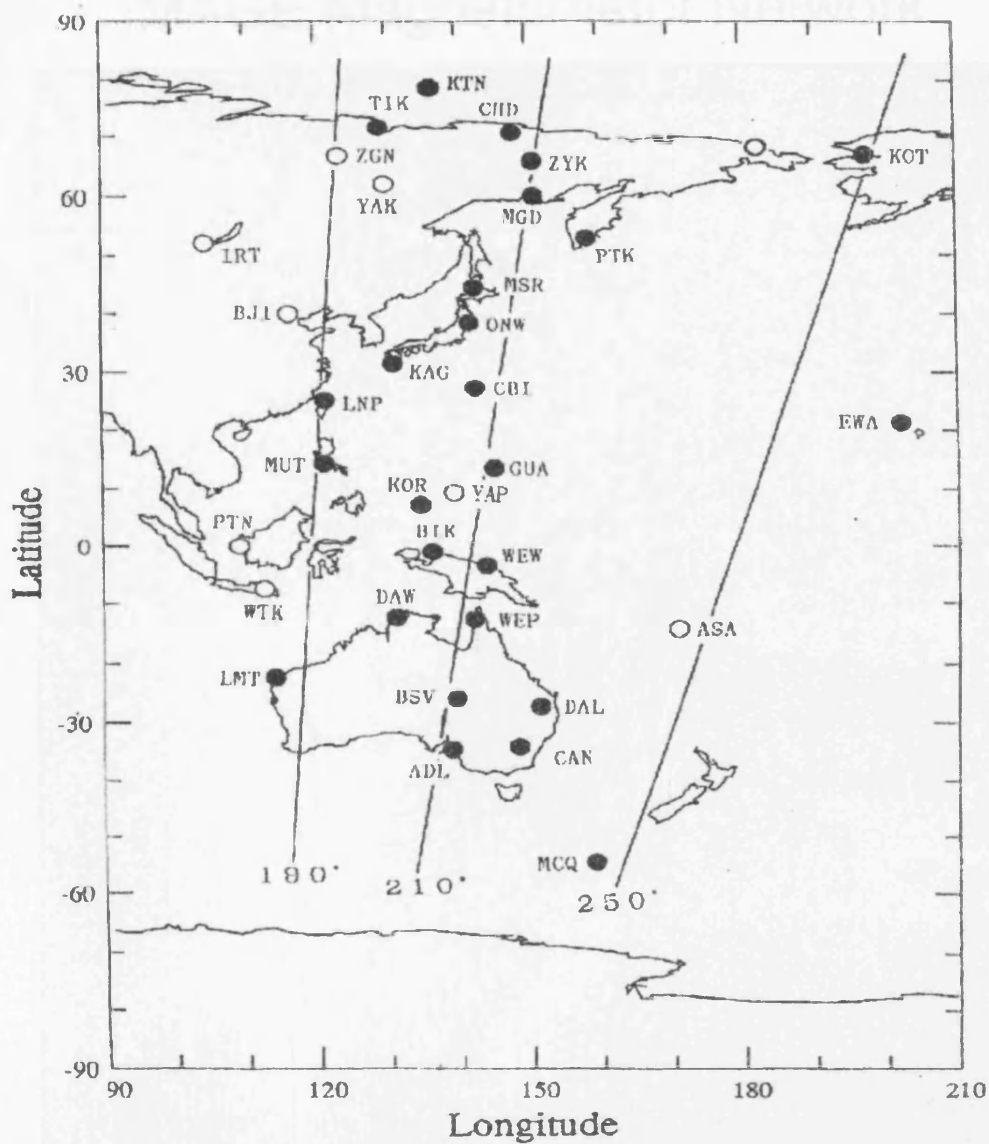 90
KTN
TIK
CHD
ZGN
ZYK
KOT
YAK
60
MGD
IRT
PTK
MSR
BJI
ONW
KAG
30
CBI
LNP
EWA
MUT
GUA
KOR
YAP
PTN
BIK
0
WEW
WTK
DAW
WEP
ASA
LMT
BSV
DAL
-30
ADL
CAN
MCQ
180°
210°
250°
-60
-90
90
120
150
180
210
Latitude
Longitude